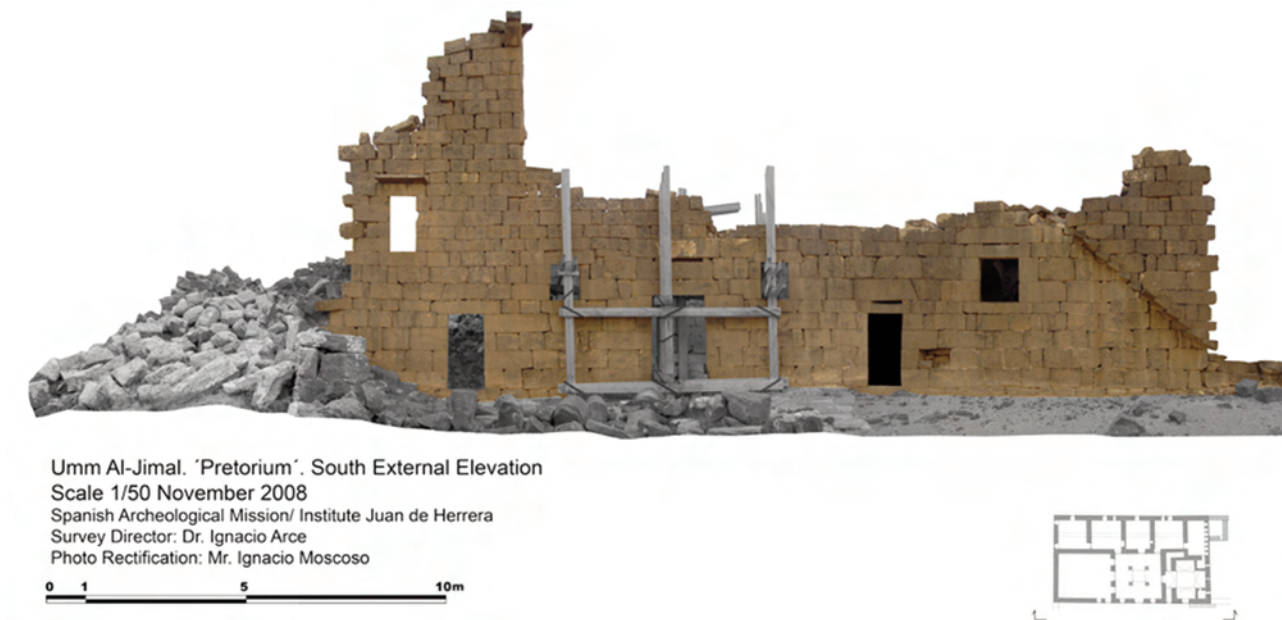 Umm Al-Jimal. ´Pretorium´. South External Elevation
Scale 1/50 November 2008
Spanish Archeological Mission/ Institute Juan de Herrera
Survey Director: Dr. Ignacio Arce
Photo Rectification: Mr. Ignacio Moscoso
0 1 5 10m